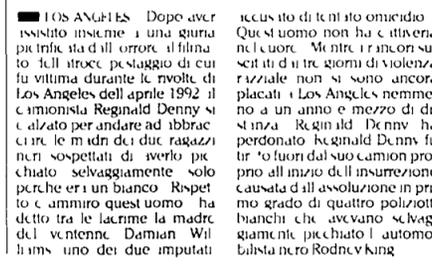 LOS ANGELES Dopo aver
assistito insieme a una giuria
pietrificata dall orrore al filma
to dell atroce pestaggio di cui
fu vittima durante le rivolte di
Los Angeles dell aprile 1992 il
camionista Reginald Denny si
e alzato per andare ad abbrac
ciare le madri dei due ragazzi
neri sospettati di averlo pic
chiato selvaggiamente solo
perche era un bianco Rispet
to e ammiro quest uomo ha
detto tra le lacrime la madre
del ventenne Damian Wil
liams uno dei due imputati
accusato di tentato omicidio
Quest uomo non ha cattiveria
nel cuore Mentre i rancori su
scitati dai tre giorni di violenza
razziale non si sono ancora
placati a Los Angeles nemme
no a un anno e mezzo di di
stanza Reginald Denny ha
perdonato Reginald Denny fu
tirato fuori dal suo camion pro
prio all inizio dell insurrezione
causata dall assoluzione in pri
mo grado di quattro poliziotti
bianchi che avevano selvag
giamente picchiato l automo
bilista nero Rodney King